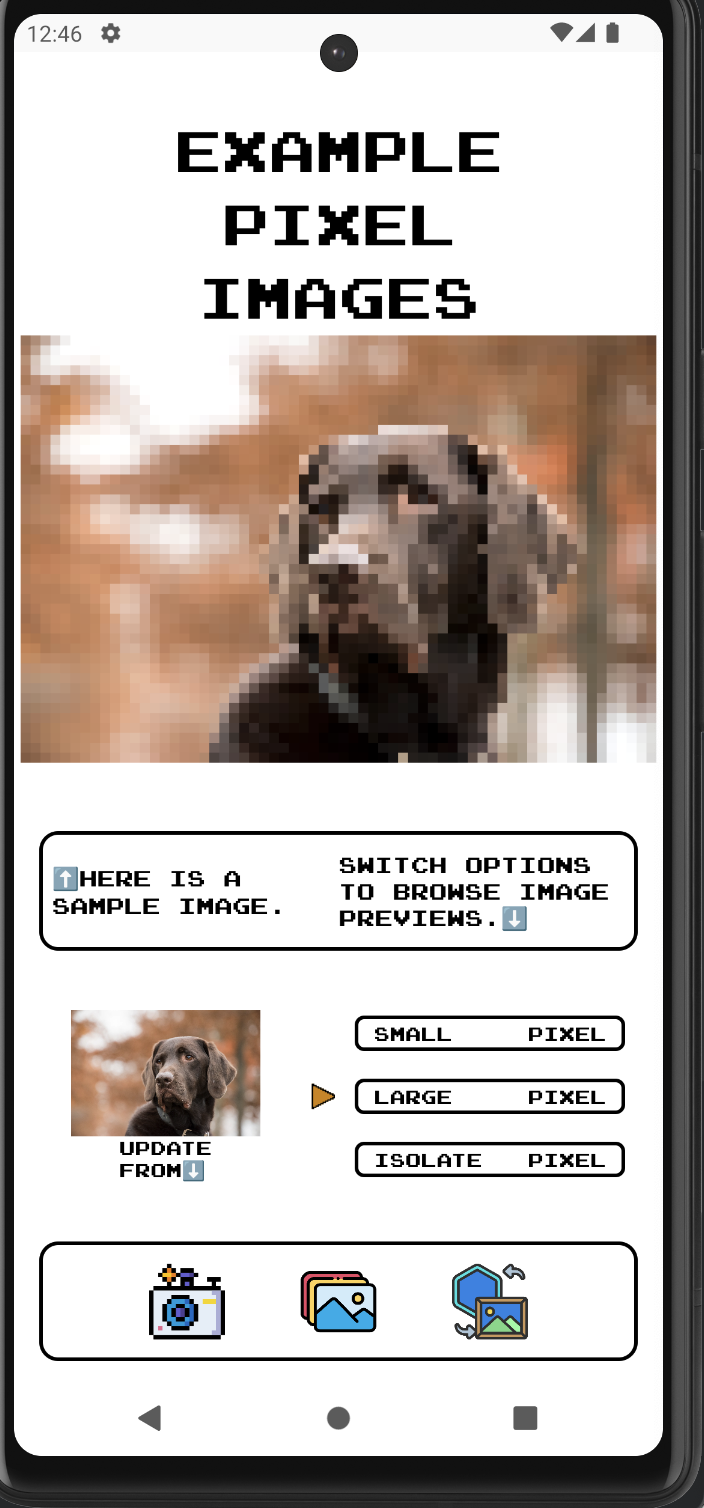 12:46
EXAMPLE
PIXEL
IMAGES
⬆️HERE IS A
SAMPLE IMAGE.
SWITCH OPTIONS
TO BROWSE IMAGE
PREVIEWS.⬇️
SMALL PIXEL
LARGE PIXEL
ISOLATE PIXEL
UPDATE
FROM⬇️